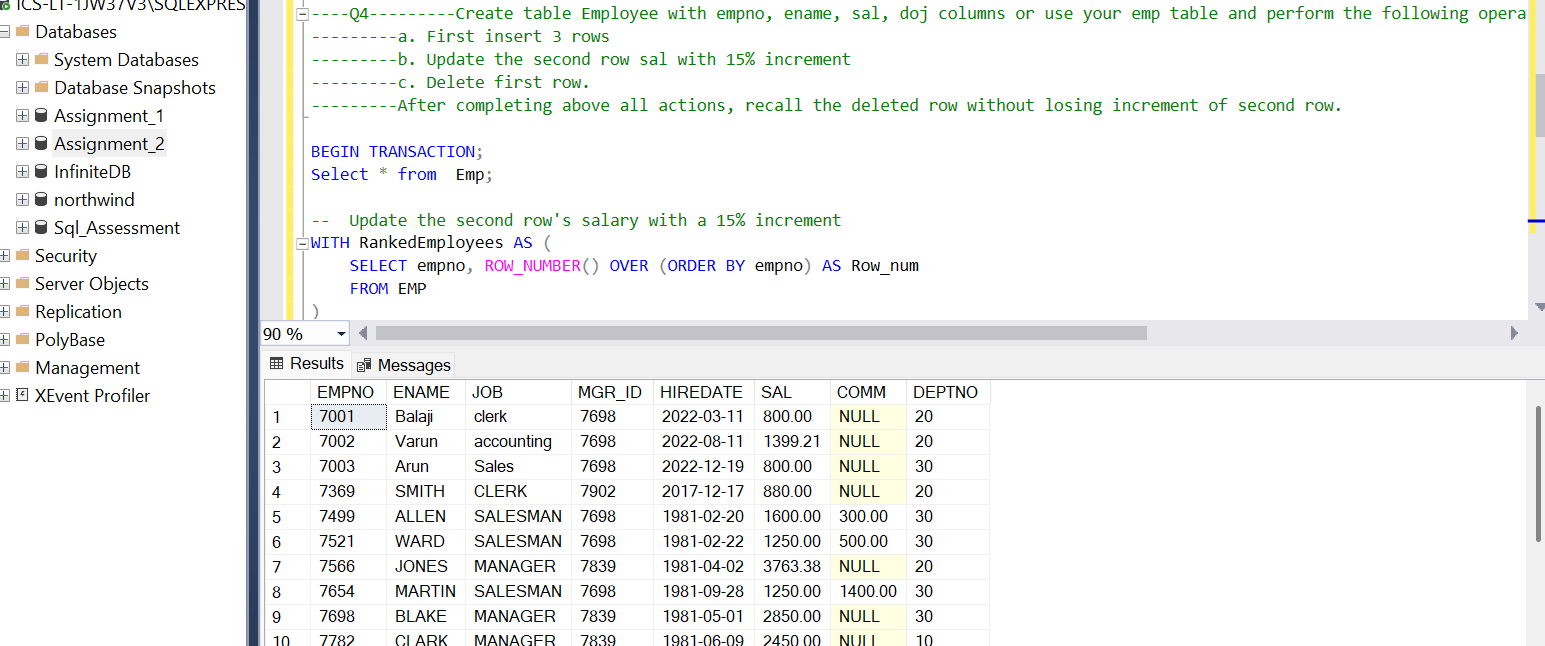 ICS-LT-1JW37V3\SQLEXPRES
Databases
System Databases
Database Snapshots
Assignment_1
Assignment_2
InfiniteDB
northwind
Sql_Assessment
Security
Server Objects
Replication
PolyBase
Management
XEvent Profiler
----Q4---------Create table Employee with empno, ename, sal, doj columns or use your emp table and perform the following opera
---------a. First insert 3 rows
---------b. Update the second row sal with 15% increment
---------c. Delete first row.
---------After completing above all actions, recall the deleted row without losing increment of second row.
BEGIN TRANSACTION;
Select * from  Emp;
--  Update the second row's salary with a 15% increment
WITH RankedEmployees AS (
SELECT empno, ROW_NUMBER() OVER (ORDER BY empno) AS Row_num
FROM EMP
)
90 %
Results Messages
EMPNO ENAME JOB MGR_ID HIREDATE SAL COMM DEPTNO
1 7001 Balaji clerk 7698 2022-03-11 800.00 NULL 20
2 7002 Varun accounting 7698 2022-08-11 1399.21 NULL 20
3 7003 Arun Sales 7698 2022-12-19 800.00 NULL 30
4 7369 SMITH CLERK 7902 2017-12-17 880.00 NULL 20
5 7499 ALLEN SALESMAN 7698 1981-02-20 1600.00 300.00 30
6 7521 WARD SALESMAN 7698 1981-02-22 1250.00 500.00 30
7 7566 JONES MANAGER 7839 1981-04-02 3763.38 NULL 20
8 7654 MARTIN SALESMAN 7698 1981-09-28 1250.00 1400.00 30
9 7698 BLAKE MANAGER 7839 1981-05-01 2850.00 NULL 30
10 7782 CLARK MANAGER 7839 1981-06-09 2450.00 NULL 10